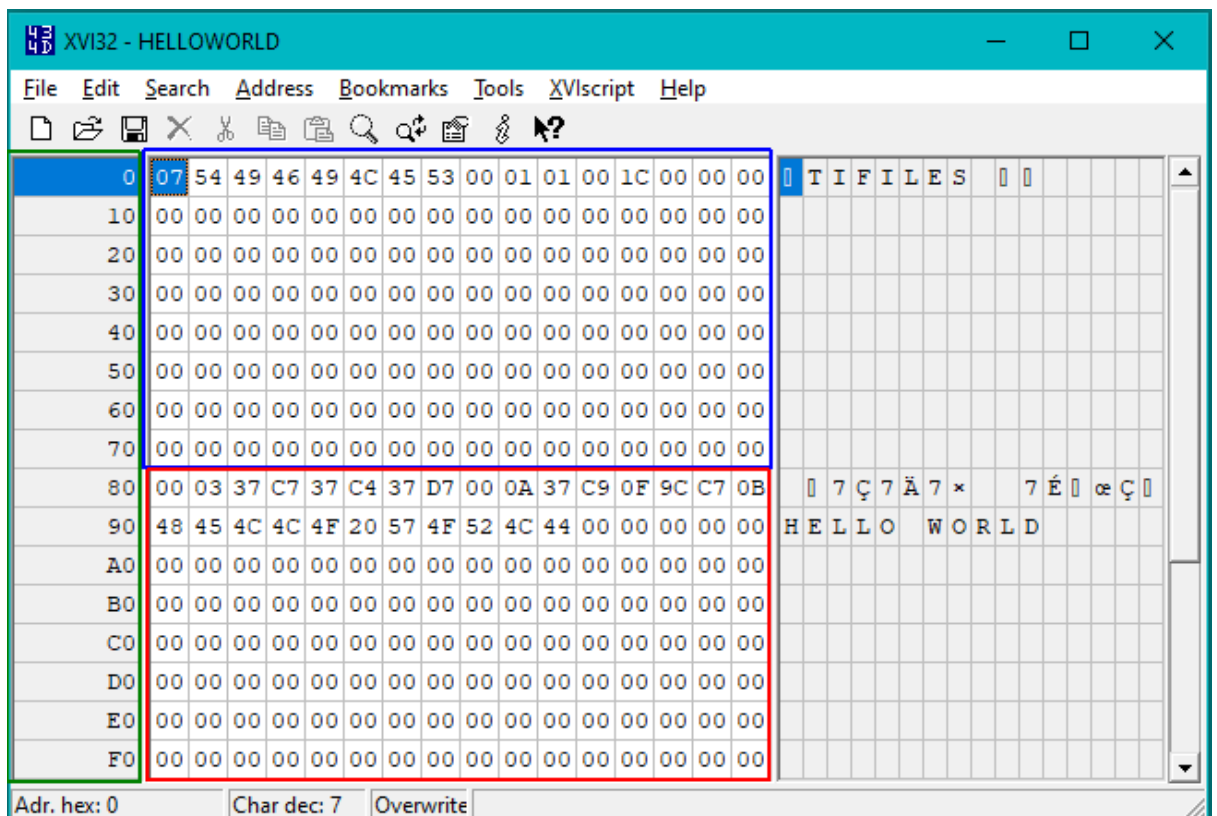 XVI32 - HELLOWORLD
File Edit Search Address Bookmarks Tools XVIscript Help
0 07 54 49 46 49 4C 45 53 00 01 01 00 1C 00 00 00 T I F I L E S
10 00 00 00 00 00 00 00 00 00 00 00 00 00 00 00 00
20 00 00 00 00 00 00 00 00 00 00 00 00 00 00 00 00
30 00 00 00 00 00 00 00 00 00 00 00 00 00 00 00 00
40 00 00 00 00 00 00 00 00 00 00 00 00 00 00 00 00
50 00 00 00 00 00 00 00 00 00 00 00 00 00 00 00 00
60 00 00 00 00 00 00 00 00 00 00 00 00 00 00 00 00
70 00 00 00 00 00 00 00 00 00 00 00 00 00 00 00 00
80 00 03 37 C7 37 C4 37 D7 00 0A 37 C9 0F 9C C7 0B 7 Ç 7 Ä 7 × 7 É œ Ç
90 48 45 4C 4C 4F 20 57 4F 52 4C 44 00 00 00 00 00 H E L L O W O R L D
A0 00 00 00 00 00 00 00 00 00 00 00 00 00 00 00 00
B0 00 00 00 00 00 00 00 00 00 00 00 00 00 00 00 00
C0 00 00 00 00 00 00 00 00 00 00 00 00 00 00 00 00
D0 00 00 00 00 00 00 00 00 00 00 00 00 00 00 00 00
E0 00 00 00 00 00 00 00 00 00 00 00 00 00 00 00 00
F0 00 00 00 00 00 00 00 00 00 00 00 00 00 00 00 00
Adr. hex: 0 Char dec: 7 Overwrite